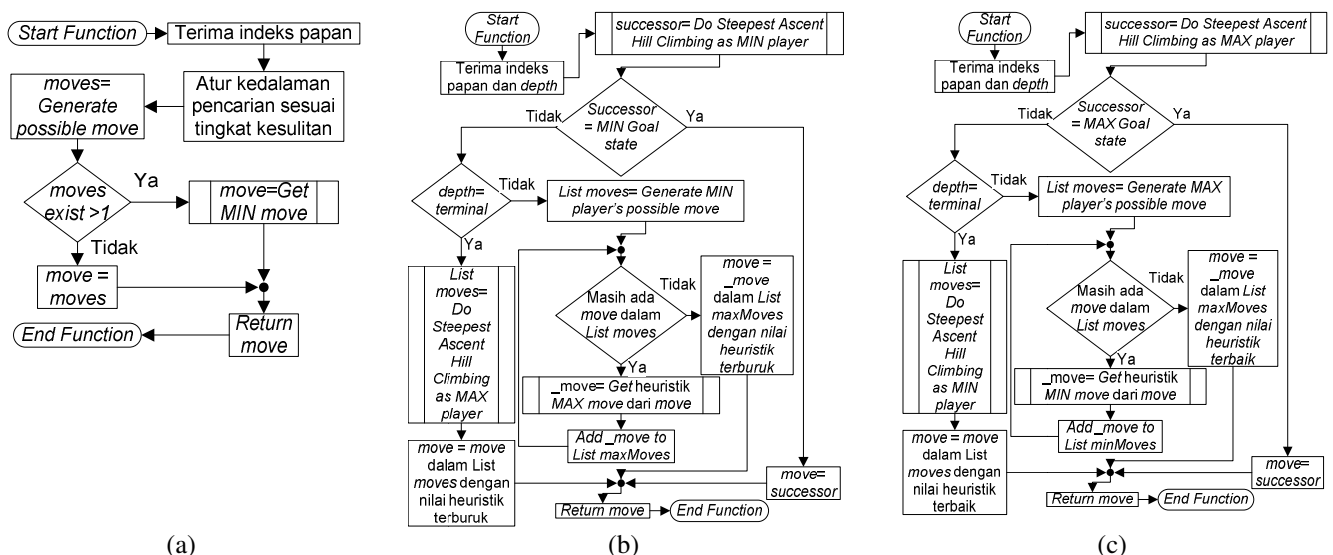 Start Function
Terima indeks papan
Atur kedalaman
pencarian sesuai
tingkat kesulitan
moves=
Generate
possible move
moves
exist >1
Ya
move=Get
MIN move
Tidak
move =
moves
Return
move
End Function
(a)
Start
Function
Terima indeks
papan dan depth
successor= Do Steepest Ascent
Hill Climbing as MIN player
Successor
= MIN Goal
state
Tidak
Ya
depth=
terminal
Tidak
Ya
List moves= Generate MIN
player's possible move
List
moves=
Do
Steepest
Ascent
Hill
Climbing
as MAX
player
Masih ada
move dalam
List moves
Tidak
Ya
move =
_move
dalam List
maxMoves
dengan nilai
heuristik
terburuk
_move= Get heuristik
MAX move dari move
Add _move to
List maxMoves
move = move
dalam List
moves dengan
nilai heuristik
terburuk
move=
successor
Return move
End Function
(b)
Start
Function
Terima indeks
papan dan depth
successor= Do Steepest Ascent
Hill Climbing as MAX player
Successor
= MAX Goal
state
Tidak
Ya
depth=
terminal
Tidak
Ya
List moves= Generate MAX
player's possible move
List
moves=
Do
Steepest
Ascent
Hill
Climbing
as MIN
player
Masih ada
move dalam
List moves
Tidak
Ya
move =
_move
dalam List
maxMoves
dengan nilai
heuristik
terbaik
_move= Get heuristik
MIN move dari move
Add _move to
List minMoves
move = move
dalam List
moves dengan
nilai heuristik
terbaik
move=
successor
Return move
End Function
(c)